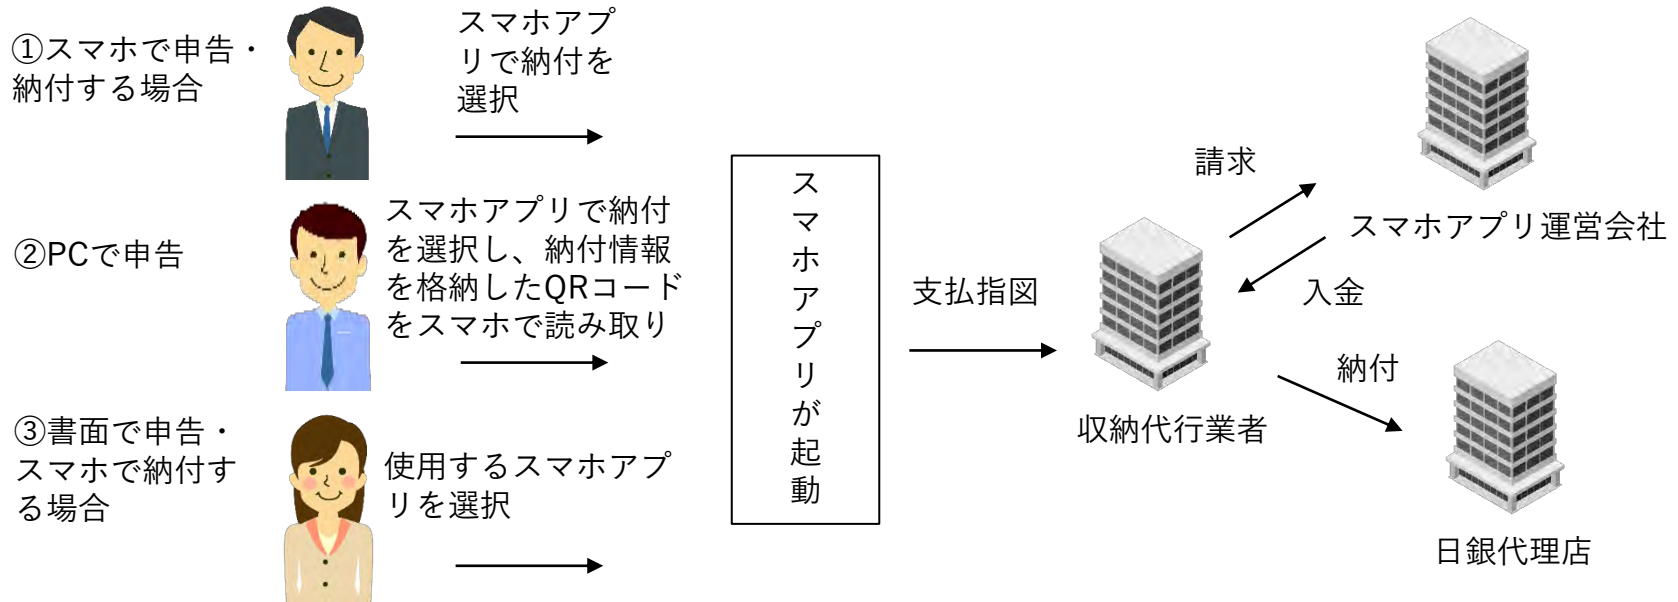 ①スマホで申告・
納付する場合
スマホアプ
リで納付を
選択
②PCで申告
スマホアプリで納付
を選択し、納付情報
を格納したQRコード
をスマホで読み取り
③書面で申告・
スマホで納付す
る場合
使用するスマホアプ
リを選択
スマホアプリが起動
支払指図
収納代行業者
請求
スマホアプリ運営会社
入金
納付
日銀代理店